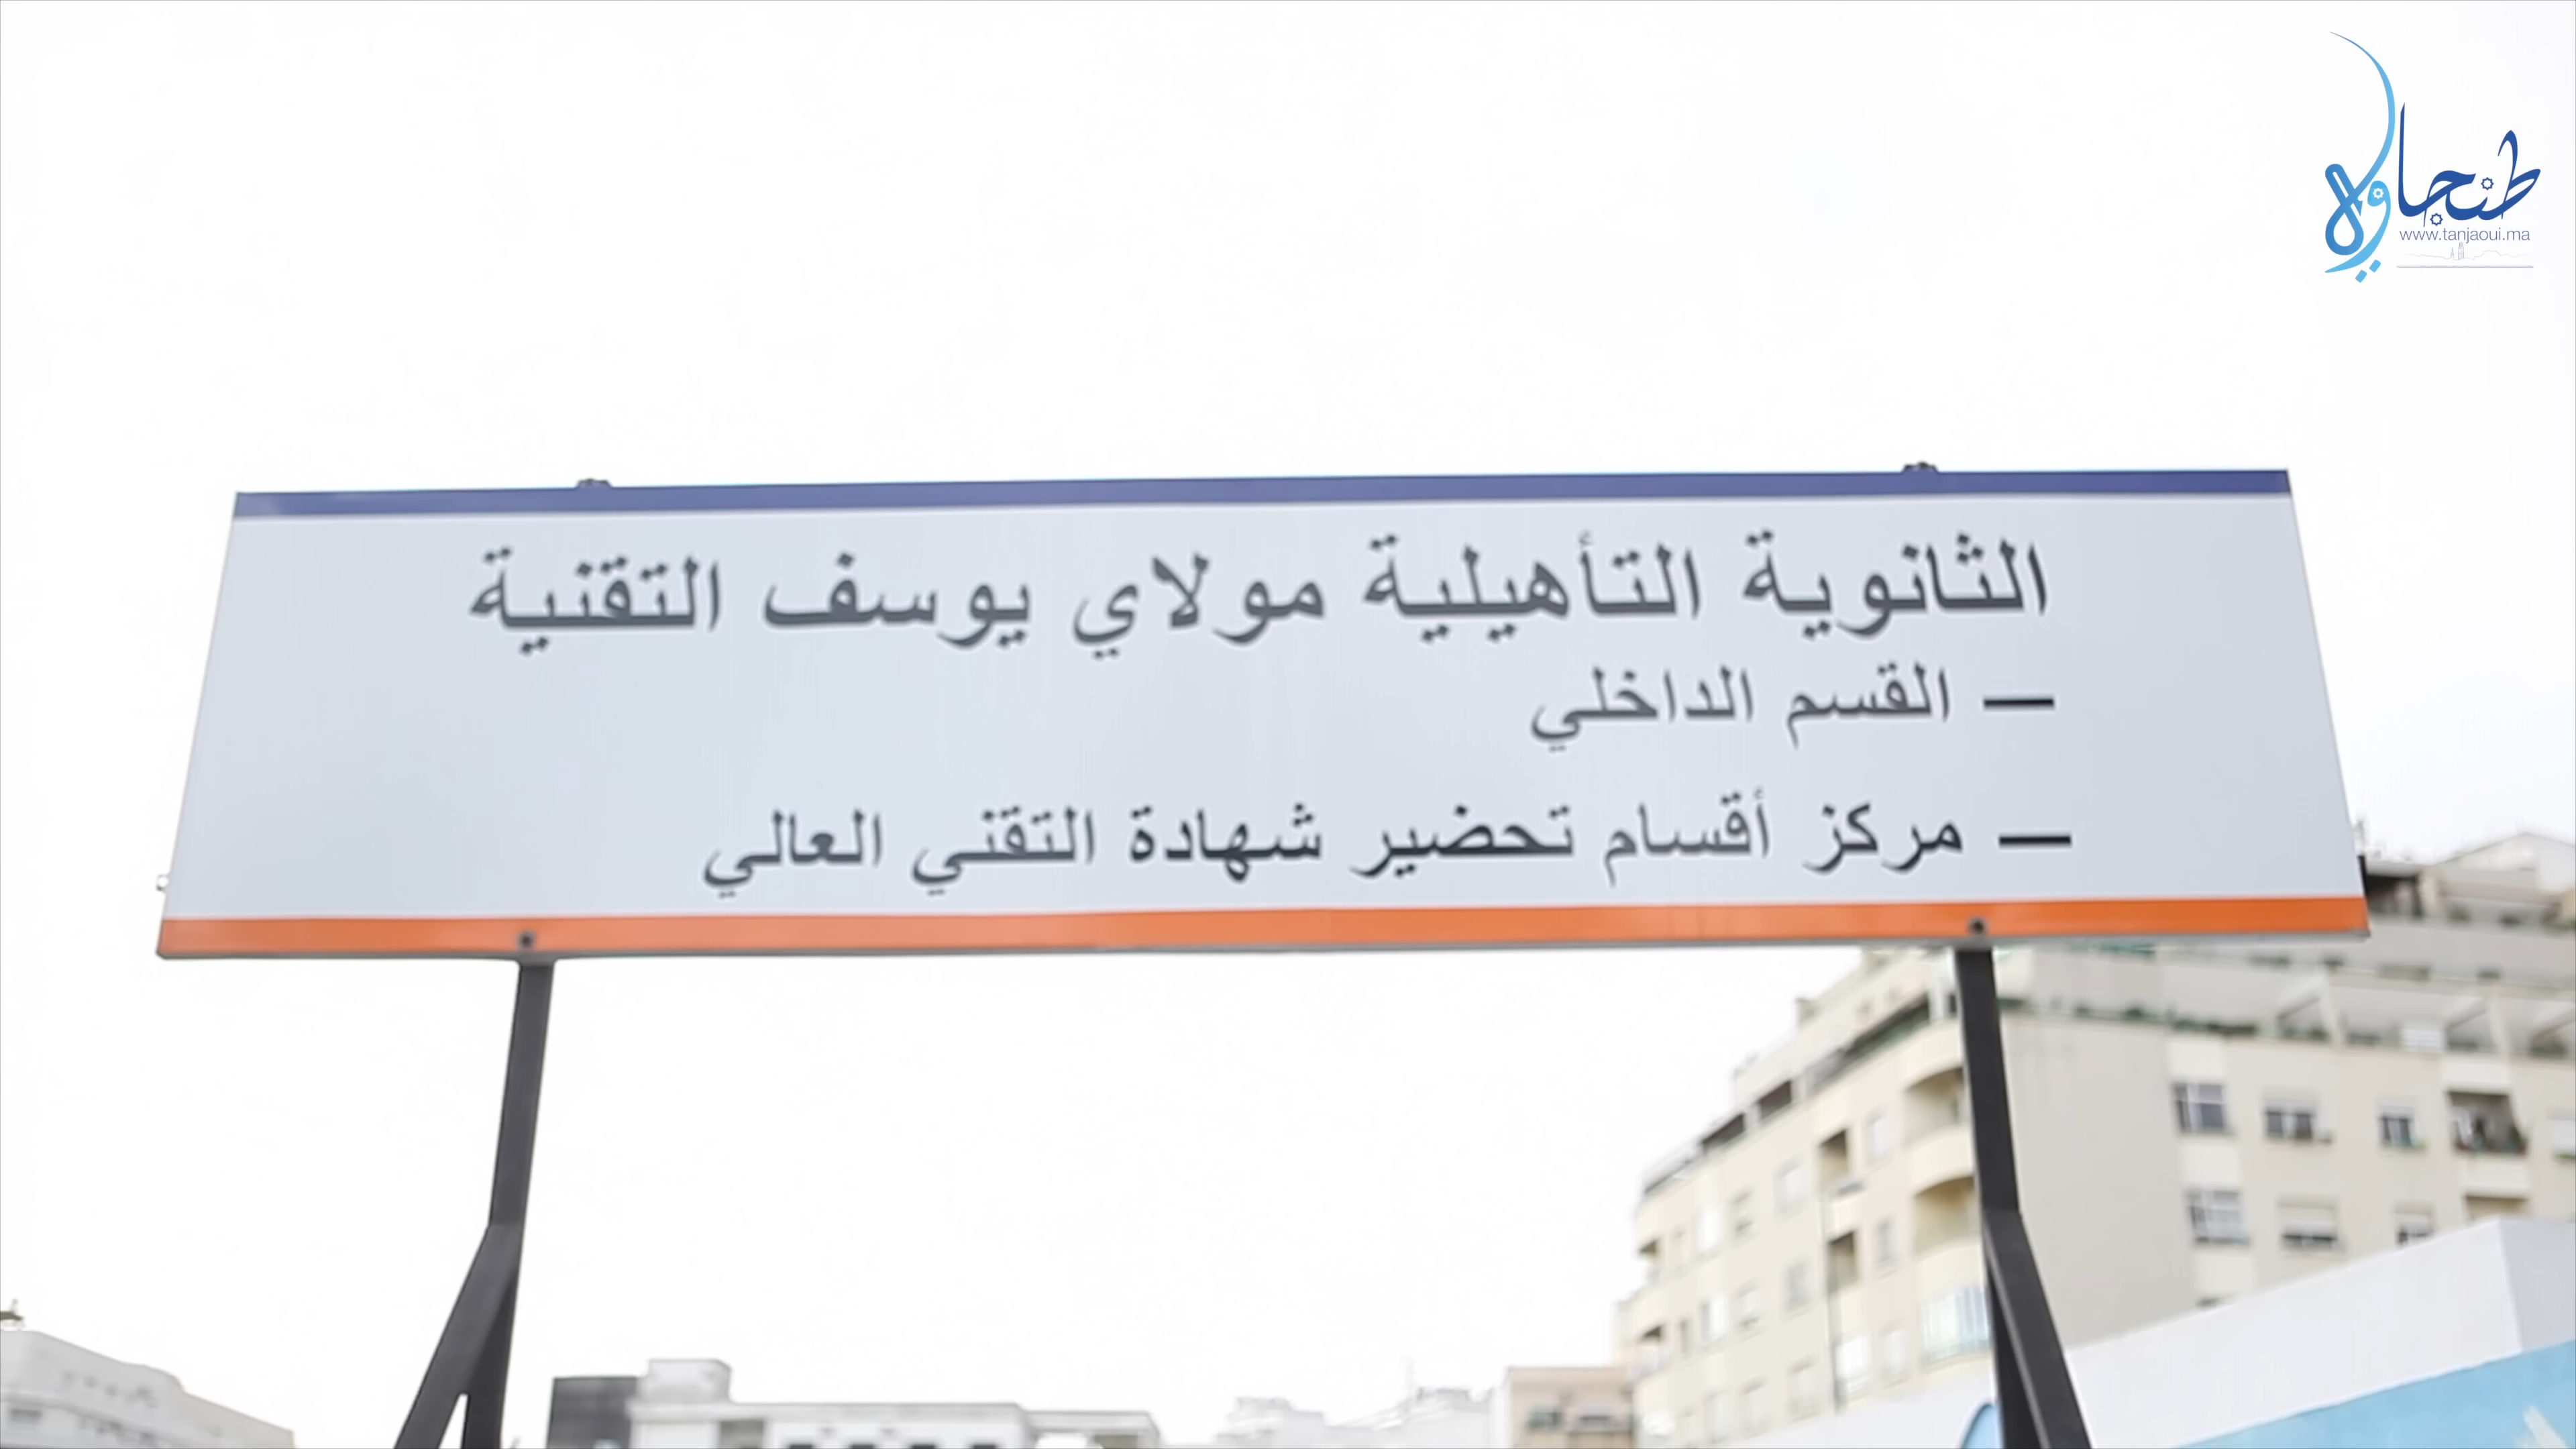 طنجاوي
www.tanjaoui.ma
الثانوية التأهيلية مولاي يوسف التقنية
– القسم الداخلي
– مركز أقسام تحضير شهادة التقني العالي